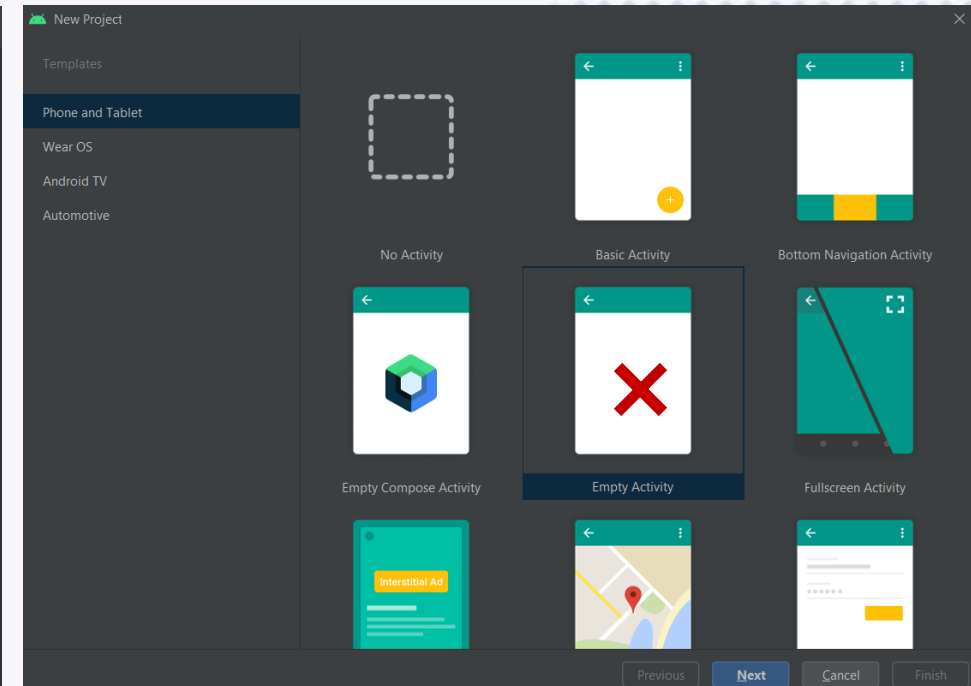 New Project
Templates
Phone and Tablet
Wear OS
Android TV
Automotive
No Activity
Basic Activity
Bottom Navigation Activity
Empty Compose Activity
Empty Activity
Fullscreen Activity
Interstitial Ad
Previous
Next
Cancel
Finish